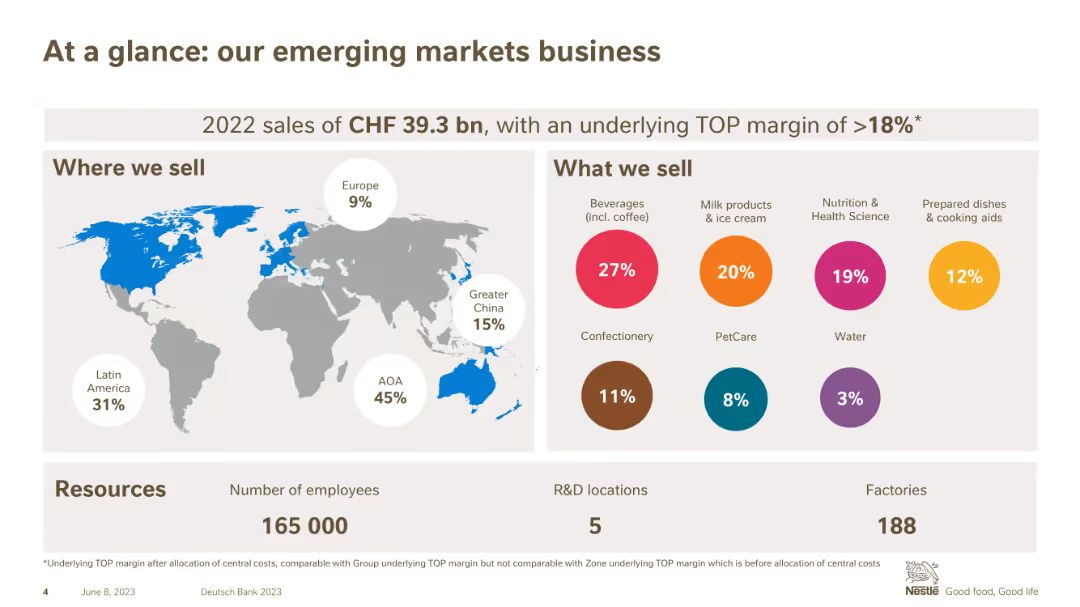 At a glance: our emerging markets business
2022 sales of CHF 39.3 bn, with an underlying TOP margin of >18%*
Where we sell
Europe
9%
Greater
China
15%
Latin
America
31%
AOA
45%
What we sell
Beverages
(incl. coffee)
27%
Milk products
& ice cream
20%
Nutrition &
Health Science
19%
Prepared dishes
& cooking aids
12%
Confectionery
11%
PetCare
8%
Water
3%
Resources
Number of employees
165 000
R&D locations
5
Factories
188
*Underlying TOP margin after allocation of central costs, comparable with Group underlying TOP margin but not comparable with Zone underlying TOP margin which is before allocation of central costs
4 June 8, 2023 Deutsch Bank 2023
Nestlé Good food, Good life